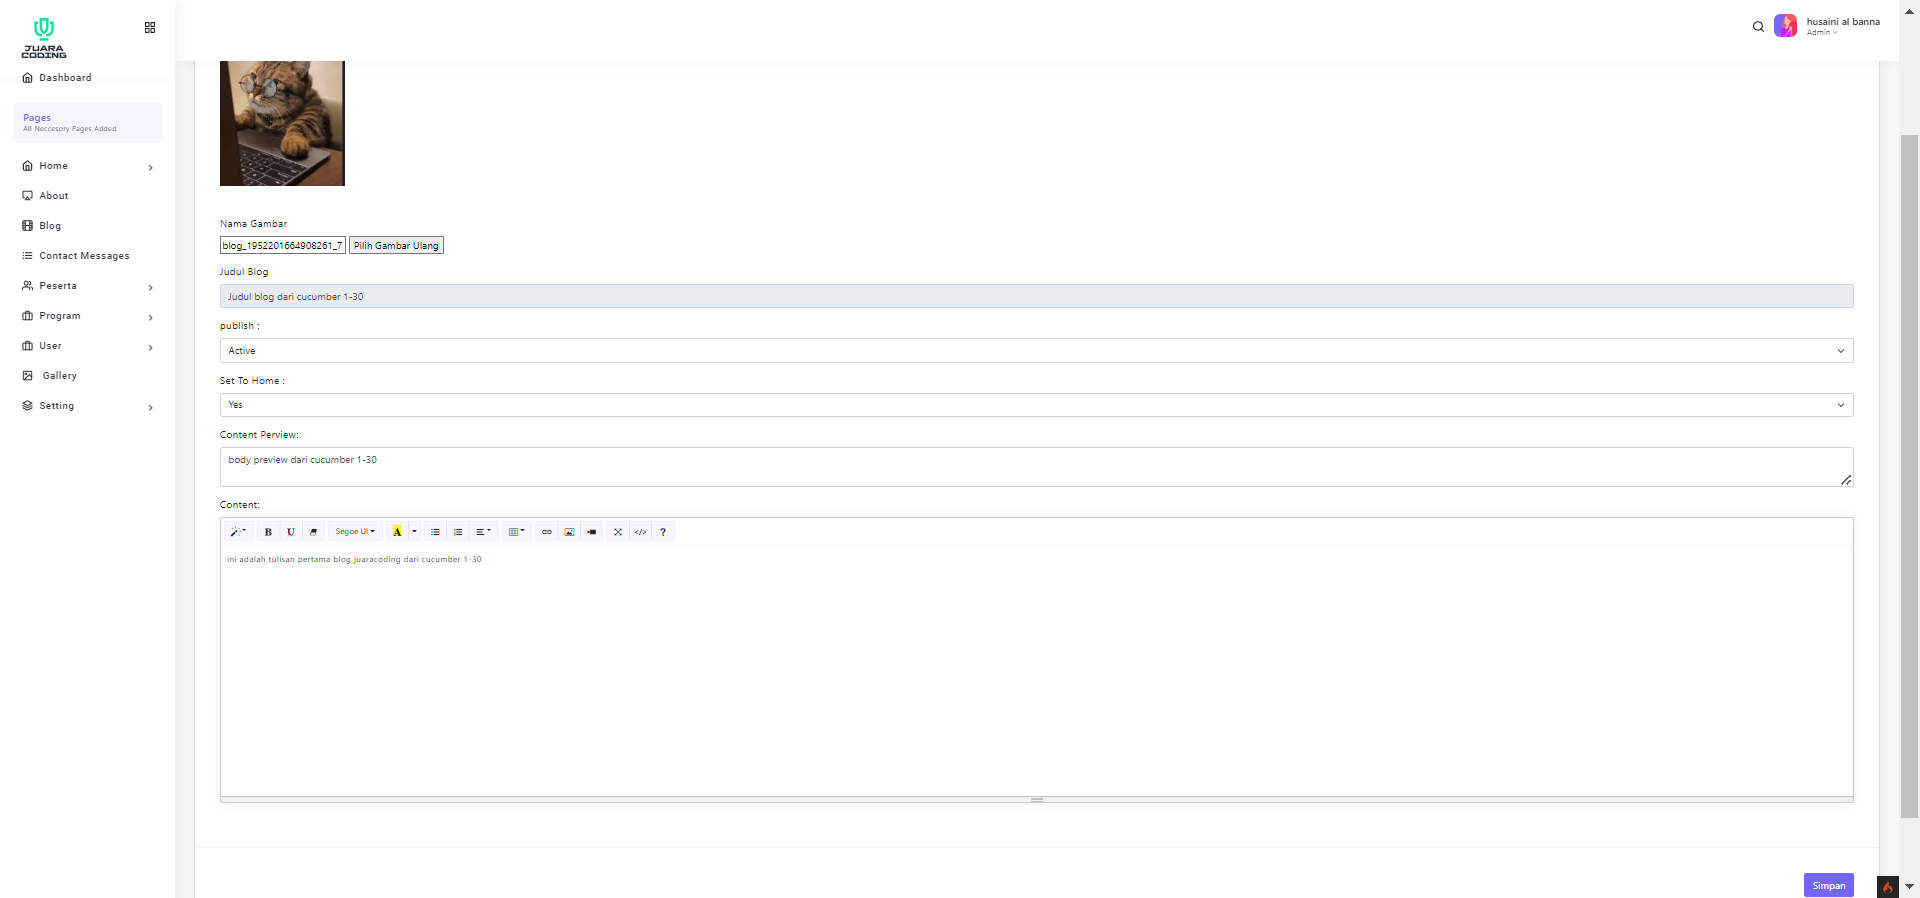 JUARA
CODING
husaini al banna
Admin
Dashboard
Pages
All Neccesory Pages Added
Home
About
Blog
Contact Messages
Peserta
Program
User
Gallery
Setting
Nama Gambar
blog_1952201664908261_7
Pilih Gambar Ulang
Judul Blog
Judul blog dari cucumber 1-30
publish :
Active
Set To Home :
Yes
Content Perview:
body preview dari cucumber 1-30
Content:
B U Segoe UI A </> ?
ini adalah tulisan pertama blog juaracoding dari cucumber 1-30
Simpan